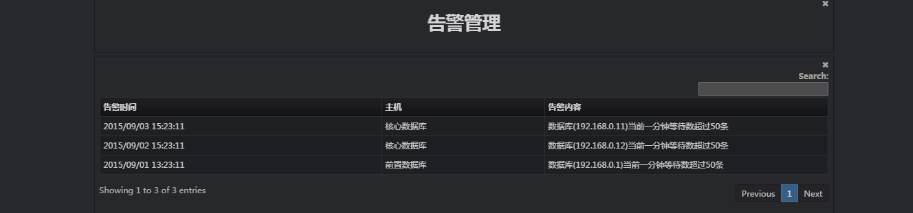 告警管理
Search:
告警时间 主机 告警内容
2015/09/03 15:23:11 核心数据库 数据库(192.168.0.11)当前一分钟等待数超过50条
2015/09/02 15:23:11 核心数据库 数据库(192.168.0.12)当前一分钟等待数超过50条
2015/09/01 13:23:11 前置数据库 数据库(192.168.0.1)当前一分钟等待数超过50条
Showing 1 to 3 of 3 entries Previous 1 Next